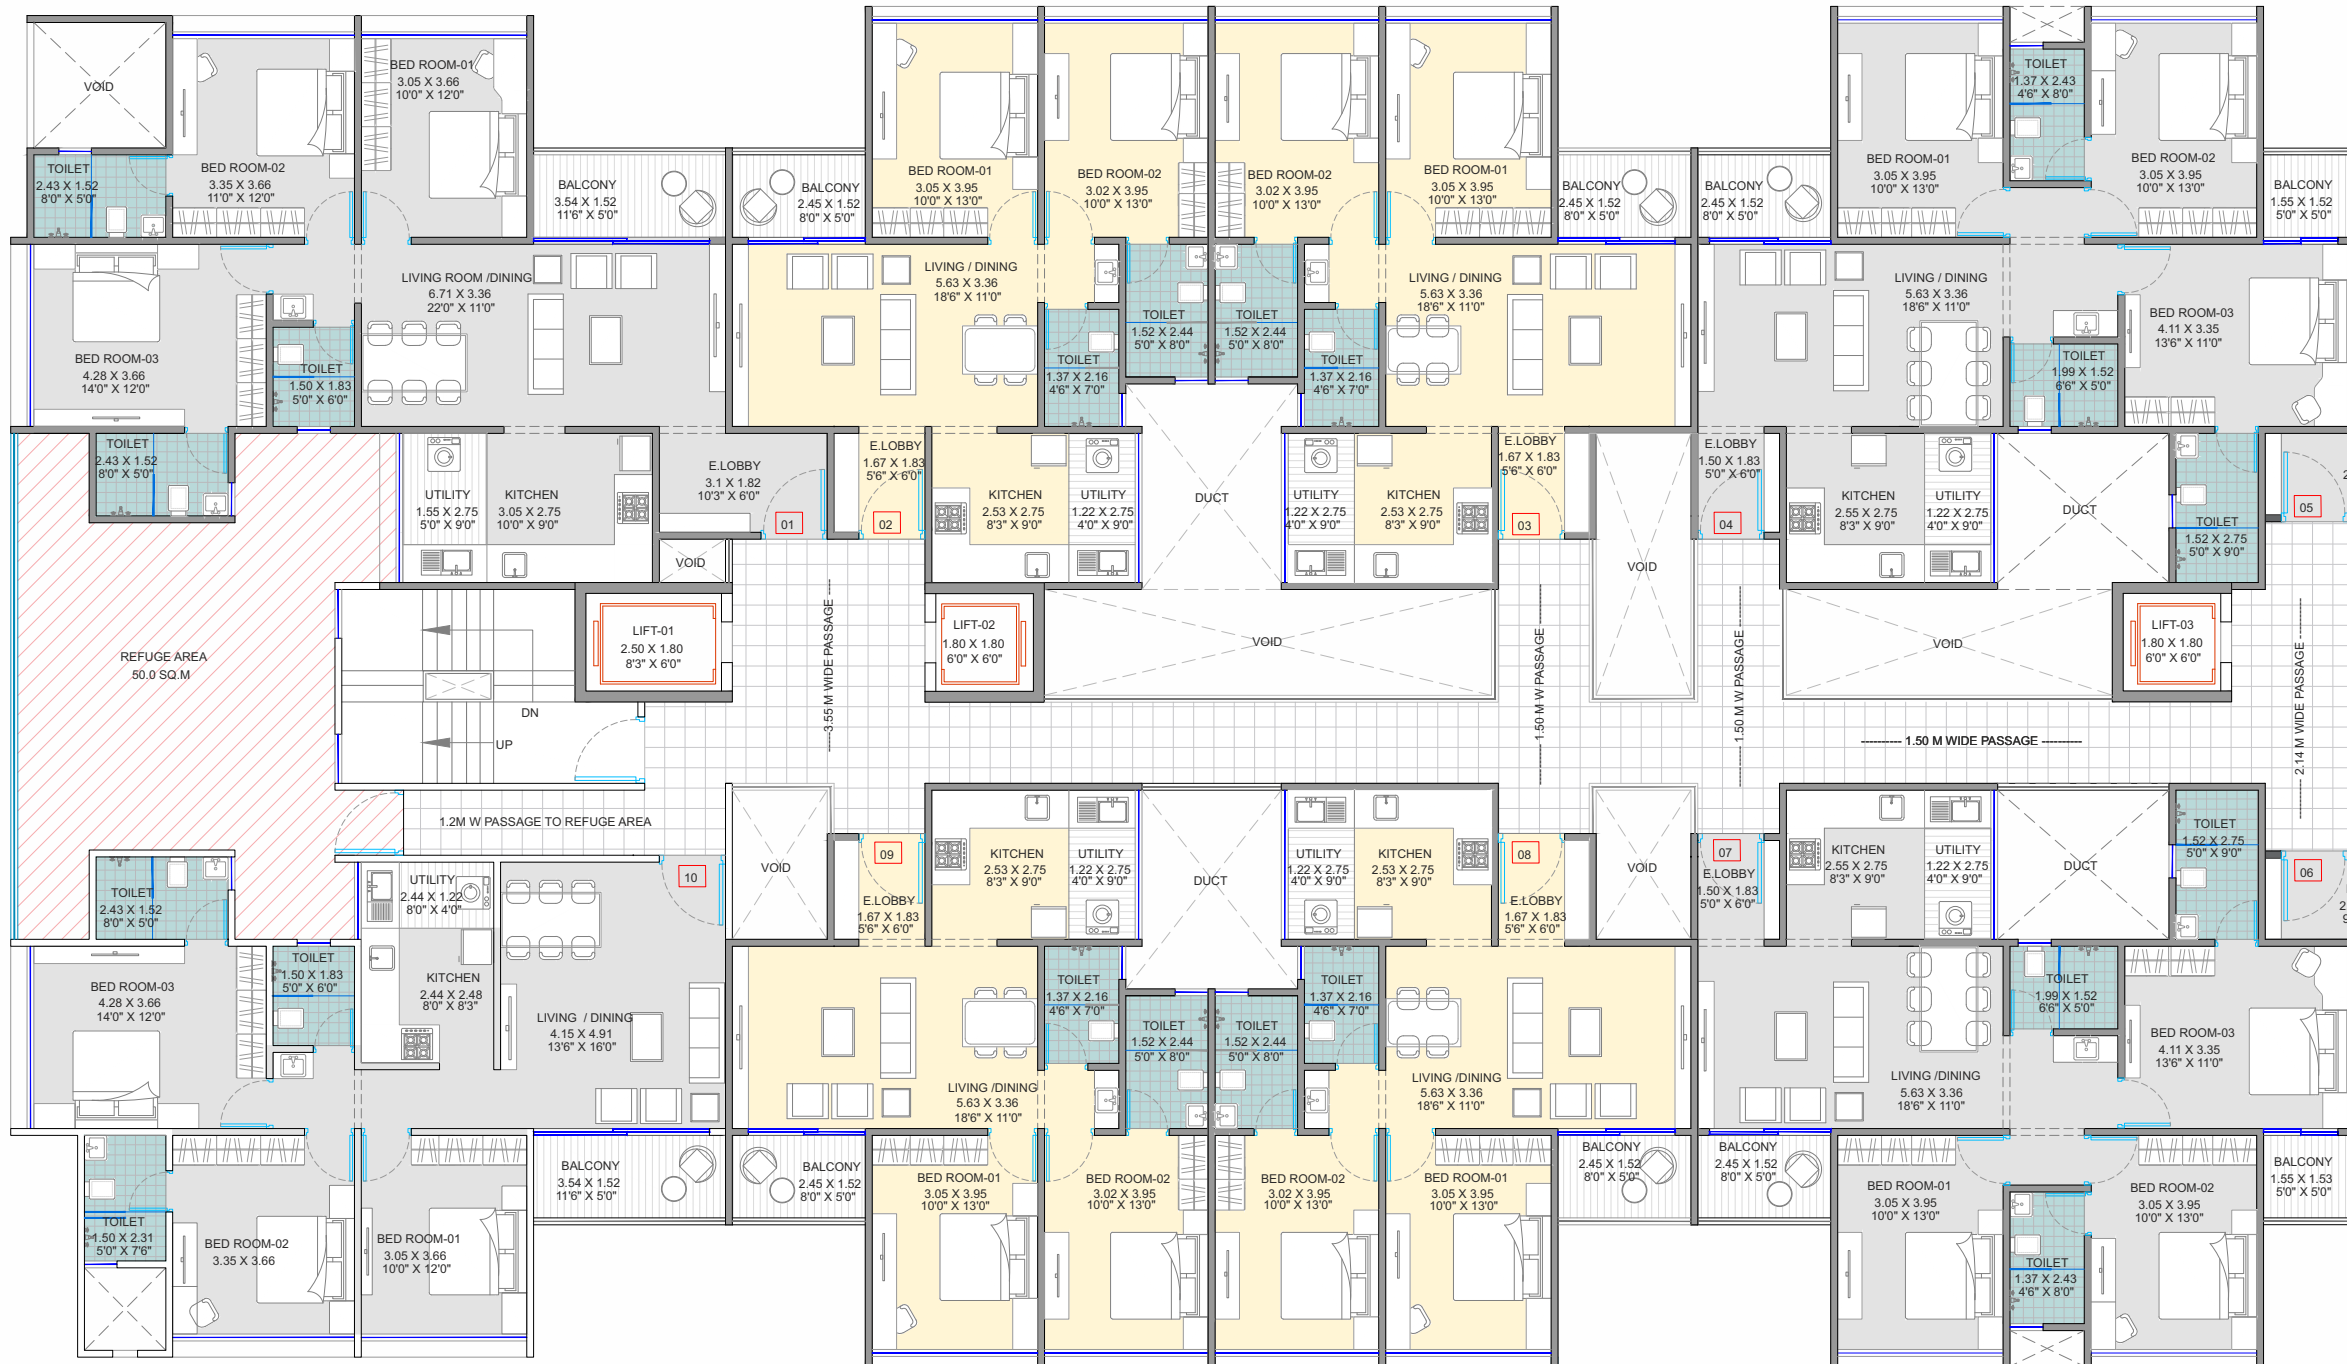 VOID
BED ROOM-01
3.05 X 3.66
10'0" X 12'0"
TOILET
2.43 X 1.52
8'0" X 5'0"
BED ROOM-02
3.35 X 3.66
11'0" X 12'0"
BALCONY
3.54 X 1.52
11'6" X 5'0"
BALCONY
2.45 X 1.52
8'0" X 5'0"
BED ROOM-01
3.05 X 3.95
10'0" X 13'0"
BED ROOM-02
3.02 X 3.95
10'0" X 13'0"
BED ROOM-02
3.02 X 3.95
10'0" X 13'0"
BED ROOM-01
3.05 X 3.95
10'0" X 13'0"
BALCONY
2.45 X 1.52
8'0" X 5'0"
BALCONY
2.45 X 1.52
8'0" X 5'0"
BED ROOM-01
3.05 X 3.95
10'0" X 13'0"
TOILET
1.37 X 2.43
4'6" X 8'0"
BED ROOM-02
3.05 X 3.95
10'0" X 13'0"
BALCONY
1.55 X 1.52
5'0" X 5'0"
BED ROOM-03
4.28 X 3.66
14'0" X 12'0"
TOILET
1.50 X 1.83
5'0" X 6'0"
LIVING ROOM /DINING
6.71 X 3.36
22'0" X 11'0"
LIVING / DINING
5.63 X 3.36
18'6" X 11'0"
TOILET
1.37 X 2.16
4'6" X 7'0"
TOILET
1.52 X 2.44
5'0" X 8'0"
TOILET
1.52 X 2.44
5'0" X 8'0"
TOILET
1.37 X 2.16
4'6" X 7'0"
LIVING / DINING
5.63 X 3.36
18'6" X 11'0"
LIVING / DINING
5.63 X 3.36
18'6" X 11'0"
TOILET
1.99 X 1.52
6'6" X 5'0"
BED ROOM-03
4.11 X 3.35
13'6" X 11'0"
TOILET
2.43 X 1.52
8'0" X 5'0"
UTILITY
1.55 X 2.75
5'0" X 9'0"
KITCHEN
3.05 X 2.75
10'0" X 9'0"
E.LOBBY
3.1 X 1.82
10'3" X 6'0"
01
E.LOBBY
1.67 X 1.83
5'6" X 6'0"
02
KITCHEN
2.53 X 2.75
8'3" X 9'0"
UTILITY
1.22 X 2.75
4'0" X 9'0"
DUCT
UTILITY
1.22 X 2.75
4'0" X 9'0"
KITCHEN
2.53 X 2.75
8'3" X 9'0"
E.LOBBY
1.67 X 1.83
5'6" X 6'0"
03
VOID
E.LOBBY
1.50 X 1.83
5'0" X 6'0"
04
KITCHEN
2.55 X 2.75
8'3" X 9'0"
UTILITY
1.22 X 2.75
4'0" X 9'0"
DUCT
TOILET
1.52 X 2.75
5'0" X 9'0"
2
05
REFUGE AREA
50.0 SQ.M
VOID
LIFT-01
2.50 X 1.80
8'3" X 6'0"
-----3.55 M WIDE PASSAGE -----
LIFT-02
1.80 X 1.80
6'0" X 6'0"
VOID
---------- 1.50 M W PASSAGE ----------
---------- 1.50 M W PASSAGE ----------
VOID
LIFT-03
1.80 X 1.80
6'0" X 6'0"
---------- 2.14 M WIDE PASSAGE ----------
DN
UP
---------- 1.50 M WIDE PASSAGE ----------
1.2M W PASSAGE TO REFUGE AREA
TOILET
2.43 X 1.52
8'0" X 5'0"
UTILITY
2.44 X 1.22
8'0" X 4'0"
10
VOID
09
E.LOBBY
1.67 X 1.83
5'6" X 6'0"
KITCHEN
2.53 X 2.75
8'3" X 9'0"
UTILITY
1.22 X 2.75
4'0" X 9'0"
DUCT
UTILITY
1.22 X 2.75
4'0" X 9'0"
KITCHEN
2.53 X 2.75
8'3" X 9'0"
08
E.LOBBY
1.67 X 1.83
5'6" X 6'0"
VOID
07
E.LOBBY
1.50 X 1.83
5'0" X 6'0"
KITCHEN
2.55 X 2.75
8'3" X 9'0"
UTILITY
1.22 X 2.75
4'0" X 9'0"
DUCT
TOILET
1.52 X 2.75
5'0" X 9'0"
06
2
9
BED ROOM-03
4.28 X 3.66
14'0" X 12'0"
TOILET
1.50 X 1.83
5'0" X 6'0"
KITCHEN
2.44 X 2.48
8'0" X 8'3"
LIVING / DINING
4.15 X 4.91
13'6" X 16'0"
LIVING /DINING
5.63 X 3.36
18'6" X 11'0"
TOILET
1.37 X 2.16
4'6" X 7'0"
TOILET
1.52 X 2.44
5'0" X 8'0"
TOILET
1.52 X 2.44
5'0" X 8'0"
TOILET
1.37 X 2.16
4'6" X 7'0"
LIVING /DINING
5.63 X 3.36
18'6" X 11'0"
LIVING /DINING
5.63 X 3.36
18'6" X 11'0"
TOILET
1.99 X 1.52
6'6" X 5'0"
BED ROOM-03
4.11 X 3.35
13'6" X 11'0"
TOILET
1.50 X 2.31
5'0" X 7'6"
BED ROOM-02
3.35 X 3.66
BED ROOM-01
3.05 X 3.66
10'0" X 12'0"
BALCONY
3.54 X 1.52
11'6" X 5'0"
BALCONY
2.45 X 1.52
8'0" X 5'0"
BED ROOM-01
3.05 X 3.95
10'0" X 13'0"
BED ROOM-02
3.02 X 3.95
10'0" X 13'0"
BED ROOM-02
3.02 X 3.95
10'0" X 13'0"
BED ROOM-01
3.05 X 3.95
10'0" X 13'0"
BALCONY
2.45 X 1.52
8'0" X 5'0"
BALCONY
2.45 X 1.52
8'0" X 5'0"
BED ROOM-01
3.05 X 3.95
10'0" X 13'0"
TOILET
1.37 X 2.43
4'6" X 8'0"
BED ROOM-02
3.05 X 3.95
10'0" X 13'0"
BALCONY
1.55 X 1.53
5'0" X 5'0"